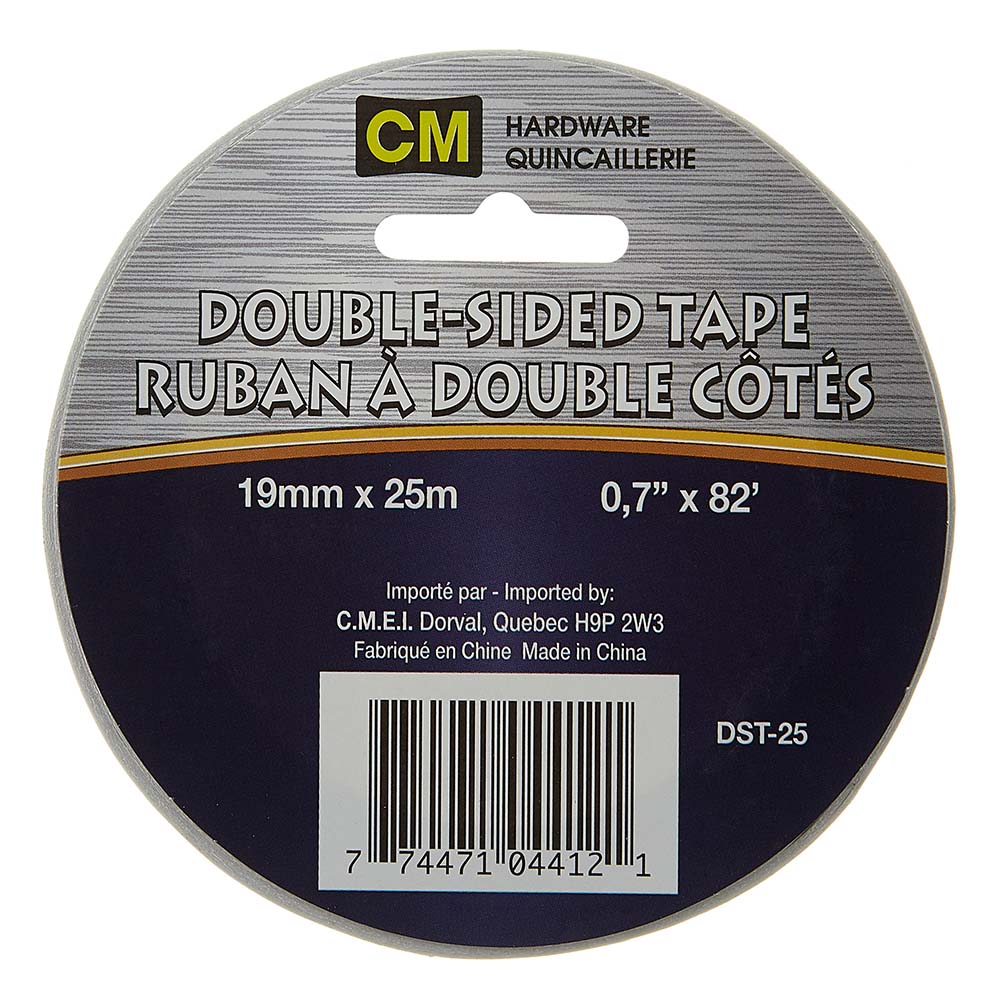 CM HARDWARE
QUINCAILLERIE
DOUBLE-SIDED TAPE
RUBAN À DOUBLE CÔTÉS
19mm x 25m 0,7” x 82’
Importé par - Imported by:
C.M.E.I. Dorval, Quebec H9P 2W3
Fabriqué en Chine Made in China
DST-25
7 74471 04412 1